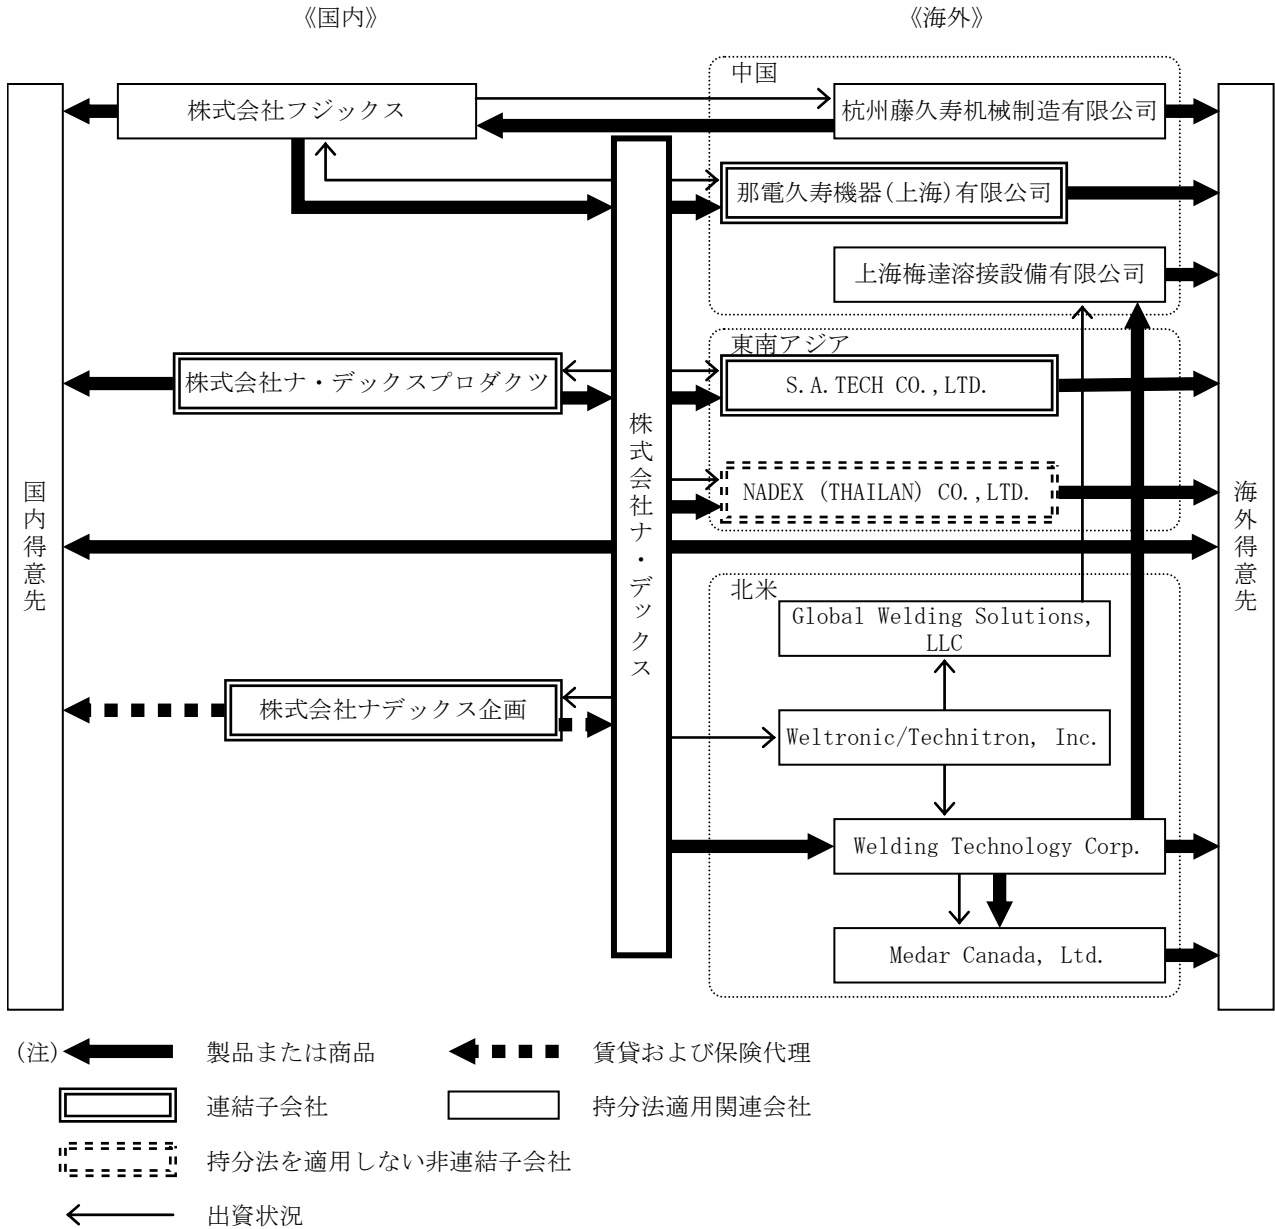 《国内》
《海外》
中国
株式会社フジックス
杭州藤久寿机械制造有限公司
那電久寿機器(上海)有限公司
上海梅達溶接設備有限公司
東南アジア
株式会社ナ・デックスプロダクツ
S.A.TECH CO.,LTD.
株式会社ナ・デックス
国内得意先
海外得意先
NADEX (THAILAN) CO.,LTD.
北米
Global Welding Solutions,
LLC
株式会社ナデックス企画
Weltronic/Technitron, Inc.
Welding Technology Corp.
Medar Canada, Ltd.
(注)
製品または商品
賃貸および保険代理
連結子会社
持分法適用関連会社
持分法を適用しない非連結子会社
出資状況